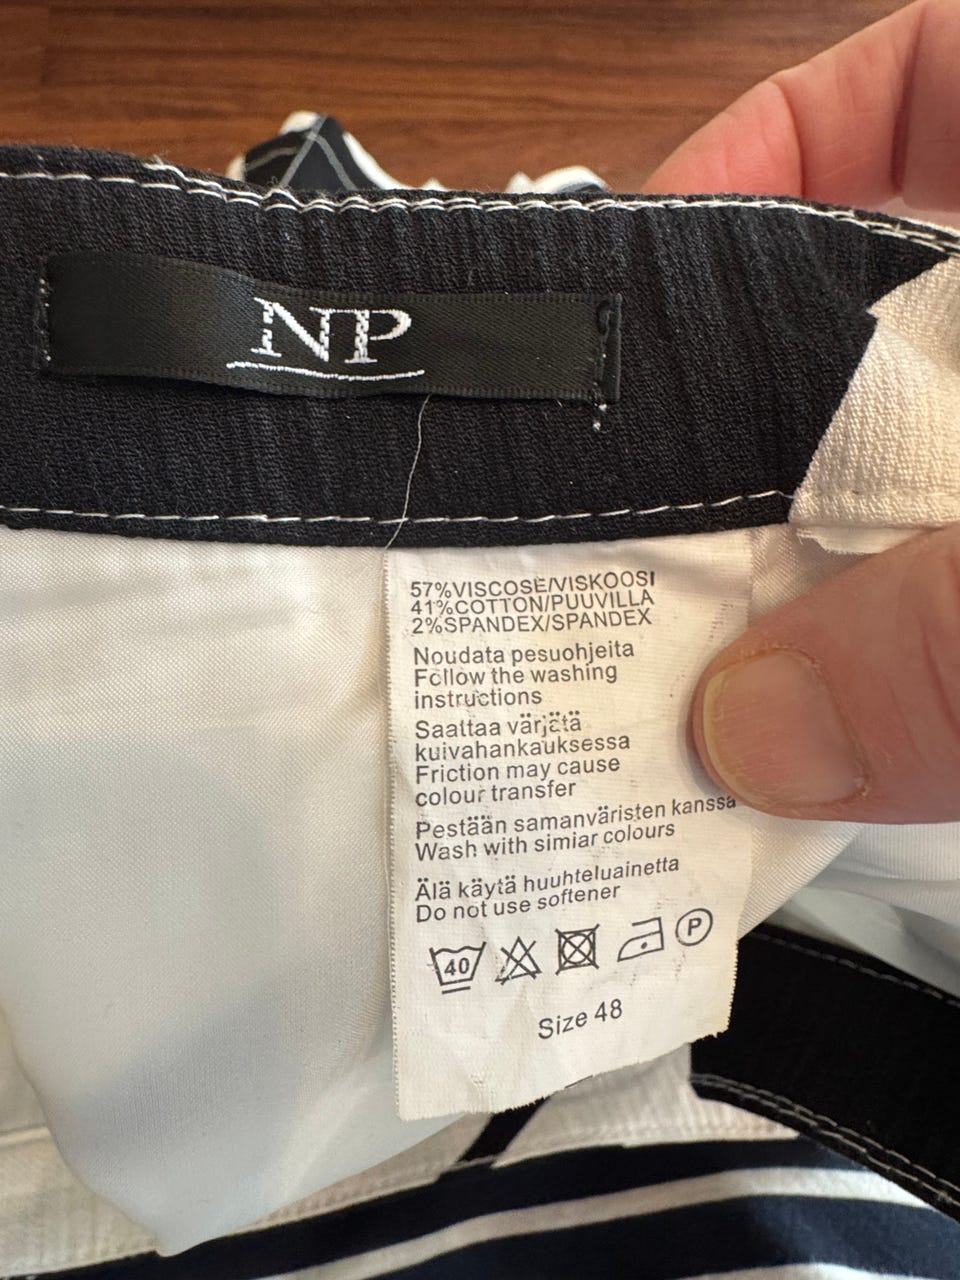 NP
57%VISCOSE/VISKOOSI
41%COTTON/PUUVILLA
2%SPANDEX/SPANDEX
Noudata pesuohjeita
Follow the washing
instructions
Saattaa värjätä
kuivahankauksessa
Friction may cause
colour transfer
Pestään samanväristen kanssa
Wash with simiar colours
Älä käytä huuhteluainetta
Do not use softener
40
P
Size 48